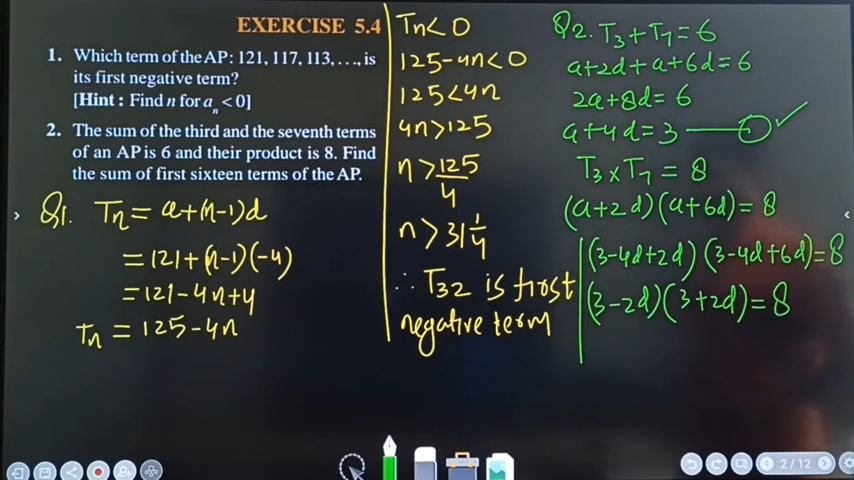 EXERCISE 5.4
1. Which term of the AP: 121, 117, 113, . . ., is
its first negative term?
[Hint : Find n for aₙ < 0]
2. The sum of the third and the seventh terms
of an AP is 6 and their product is 8. Find
the sum of first sixteen terms of the AP.
Q1. Tn = a+(n-1)d
= 121+(n-1)(-4)
= 121-4n+4
Tn = 125-4n
Tn < 0
125-4n < 0
125 < 4n
4n > 125
n > 125/4
n > 31 1/4
∴ T32 is first
negative term
Q2. T3+T7 = 6
a+2d+a+6d = 6
2a+8d = 6
a+4d = 3 — ① ✓
T3 × T7 = 8
(a+2d)(a+6d) = 8
(3-4d+2d)(3-4d+6d) = 8
(3-2d)(3+2d) = 8
2 / 12